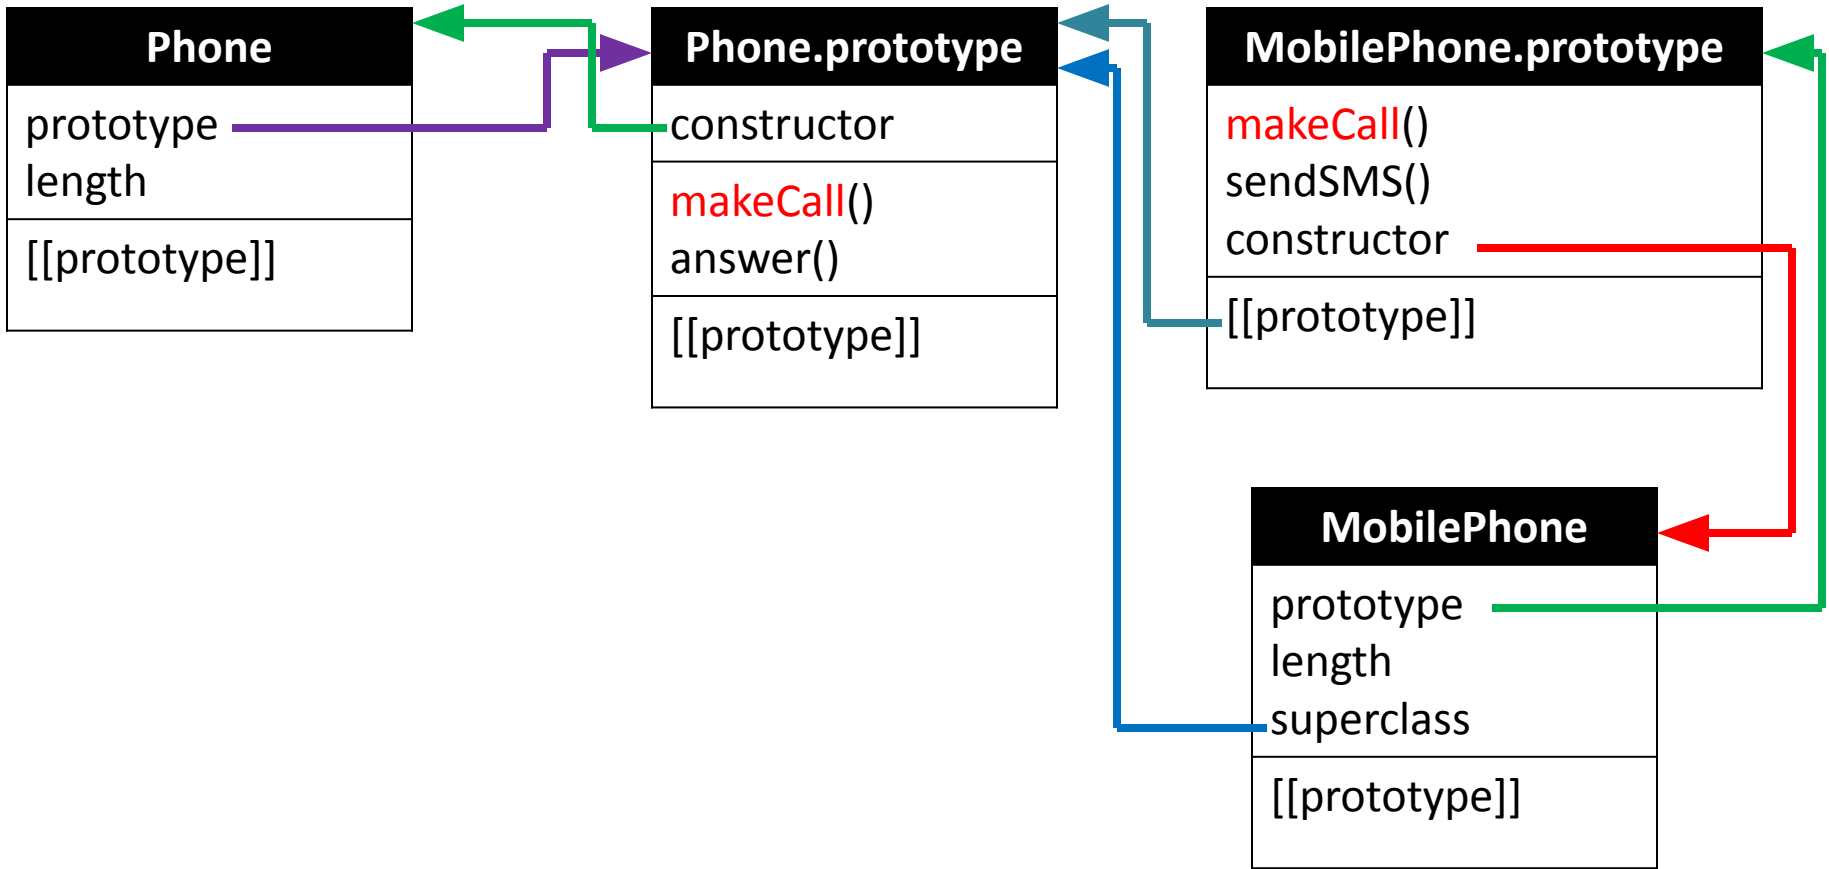 Phone
prototype
length
[[prototype]]
Phone.prototype
constructor
makeCall()
answer()
[[prototype]]
MobilePhone.prototype
makeCall()
sendSMS()
constructor
[[prototype]]
MobilePhone
prototype
length
superclass
[[prototype]]